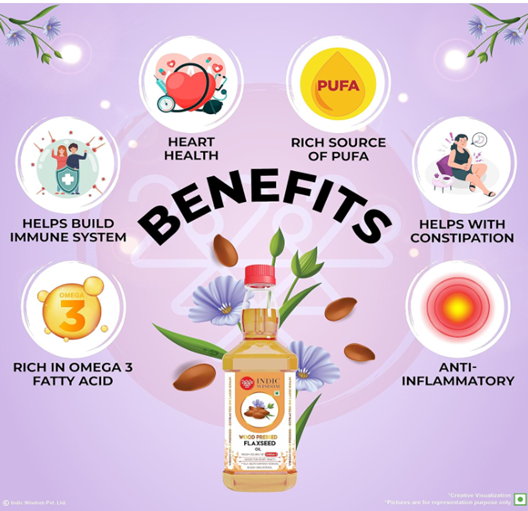 PUFA
HEART
HEALTH
RICH SOURCE
OF PUFA
HELPS BUILD
IMMUNE SYSTEM
BENEFITS
HELPS WITH
CONSTIPATION
OMEGA
3
RICH IN OMEGA 3
FATTY ACID
ANTI-
INFLAMMATORY
INDIC
WISDOM
WOOD PRESSED
FLAXSEED
OIL
© Indic Wisdom Pvt. Ltd.
*Creative Visualization
*Pictures are for representation purpose only